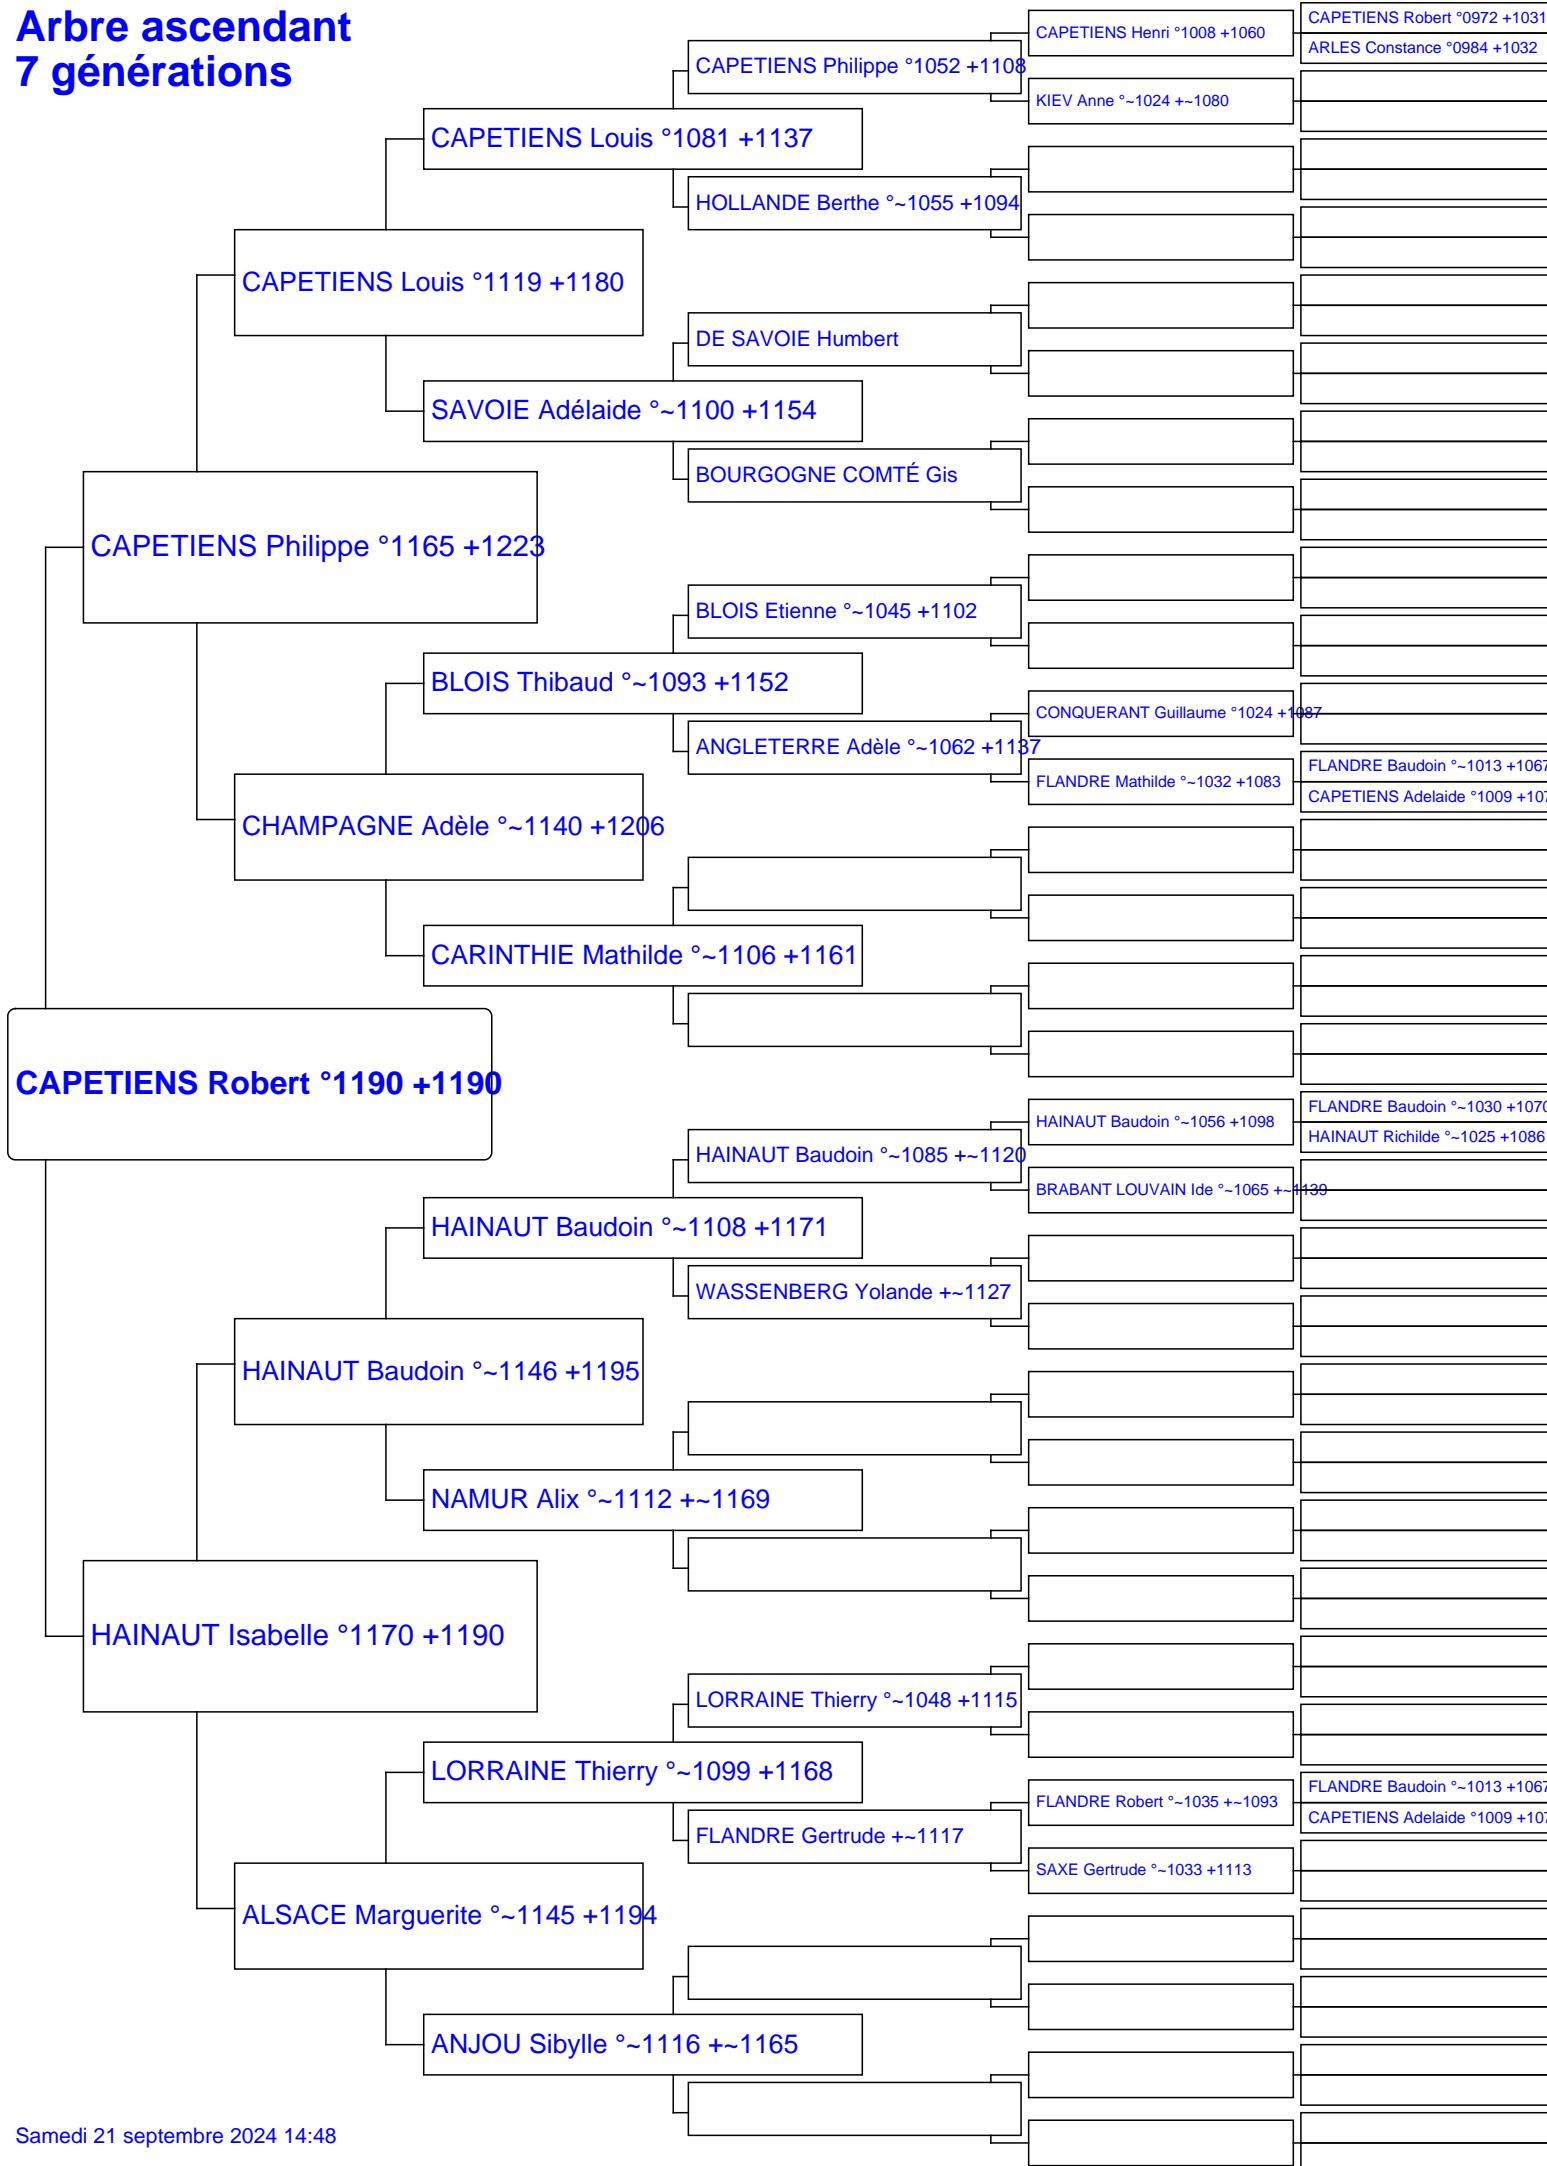 Arbre ascendant
7 générations
CAPETIENS Robert °1190 +1190
CAPETIENS Philippe °1165 +1223
HAINAUT Isabelle °1170 +1190
CAPETIENS Louis °1119 +1180
CHAMPAGNE Adèle °~1140 +1206
HAINAUT Baudoin °~1146 +1195
ALSACE Marguerite °~1145 +1194
CAPETIENS Louis °1081 +1137
SAVOIE Adélaide °~1100 +1154
BLOIS Thibaud °~1093 +1152
CARINTHIE Mathilde °~1106 +1161
HAINAUT Baudoin °~1108 +1171
NAMUR Alix °~1112 +~1169
LORRAINE Thierry °~1099 +1168
ANJOU Sibylle °~1116 +~1165
CAPETIENS Philippe °1052 +1108
HOLLANDE Berthe °~1055 +1094
DE SAVOIE Humbert
BOURGOGNE COMTÉ Gis
BLOIS Etienne °~1045 +1102
ANGLETERRE Adèle °~1062 +1137
HAINAUT Baudoin °~1085 +~1120
WASSENBERG Yolande +~1127
LORRAINE Thierry °~1048 +1115
FLANDRE Gertrude +~1117
CAPETIENS Henri °1008 +1060
KIEV Anne °~1024 +~1080
CONQUERANT Guillaume °1024 +1087
FLANDRE Mathilde °~1032 +1083
HAINAUT Baudoin °~1056 +1098
BRABANT LOUVAIN Ide °~1065 +~1139
FLANDRE Robert °~1035 +~1093
SAXE Gertrude °~1033 +1113
CAPETIENS Robert °0972 +1031
ARLES Constance °0984 +1032
FLANDRE Baudoin °~1013 +1067
CAPETIENS Adelaide °1009 +107
FLANDRE Baudoin °~1030 +1070
HAINAUT Richilde °~1025 +1086
FLANDRE Baudoin °~1013 +1067
CAPETIENS Adelaide °1009 +107
Samedi 21 septembre 2024 14:48